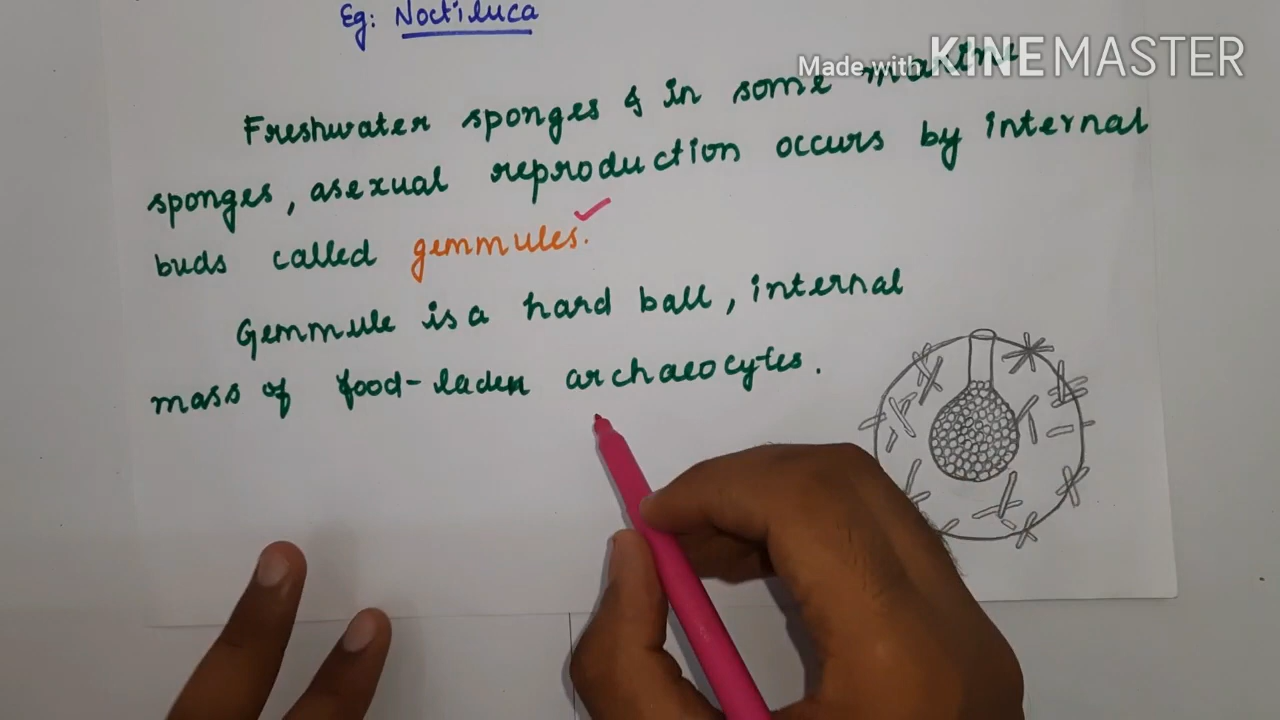 Eg: Noctiluca
Made with KINEMASTER
Freshwater sponges & in some marine
sponges, asexual reproduction occurs by internal
buds called gemmules.
Gemmule is a hard ball, internal
mass of food-laden archaeocytes.